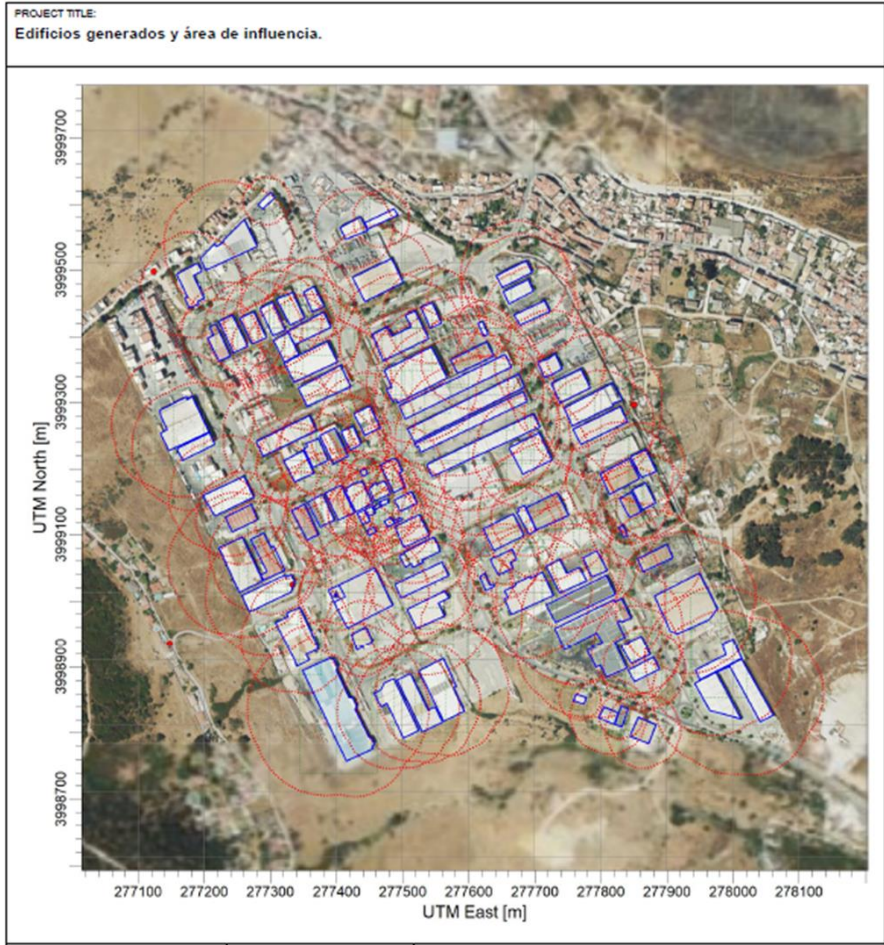 PROJECT TITLE:
Edificios generados y área de influencia.
3999700
3999500
3999300
3999100
3998900
3998700
UTM North [m]
277100 277200 277300 277400 277500 277600 277700 277800 277900 278000 278100
UTM East [m]